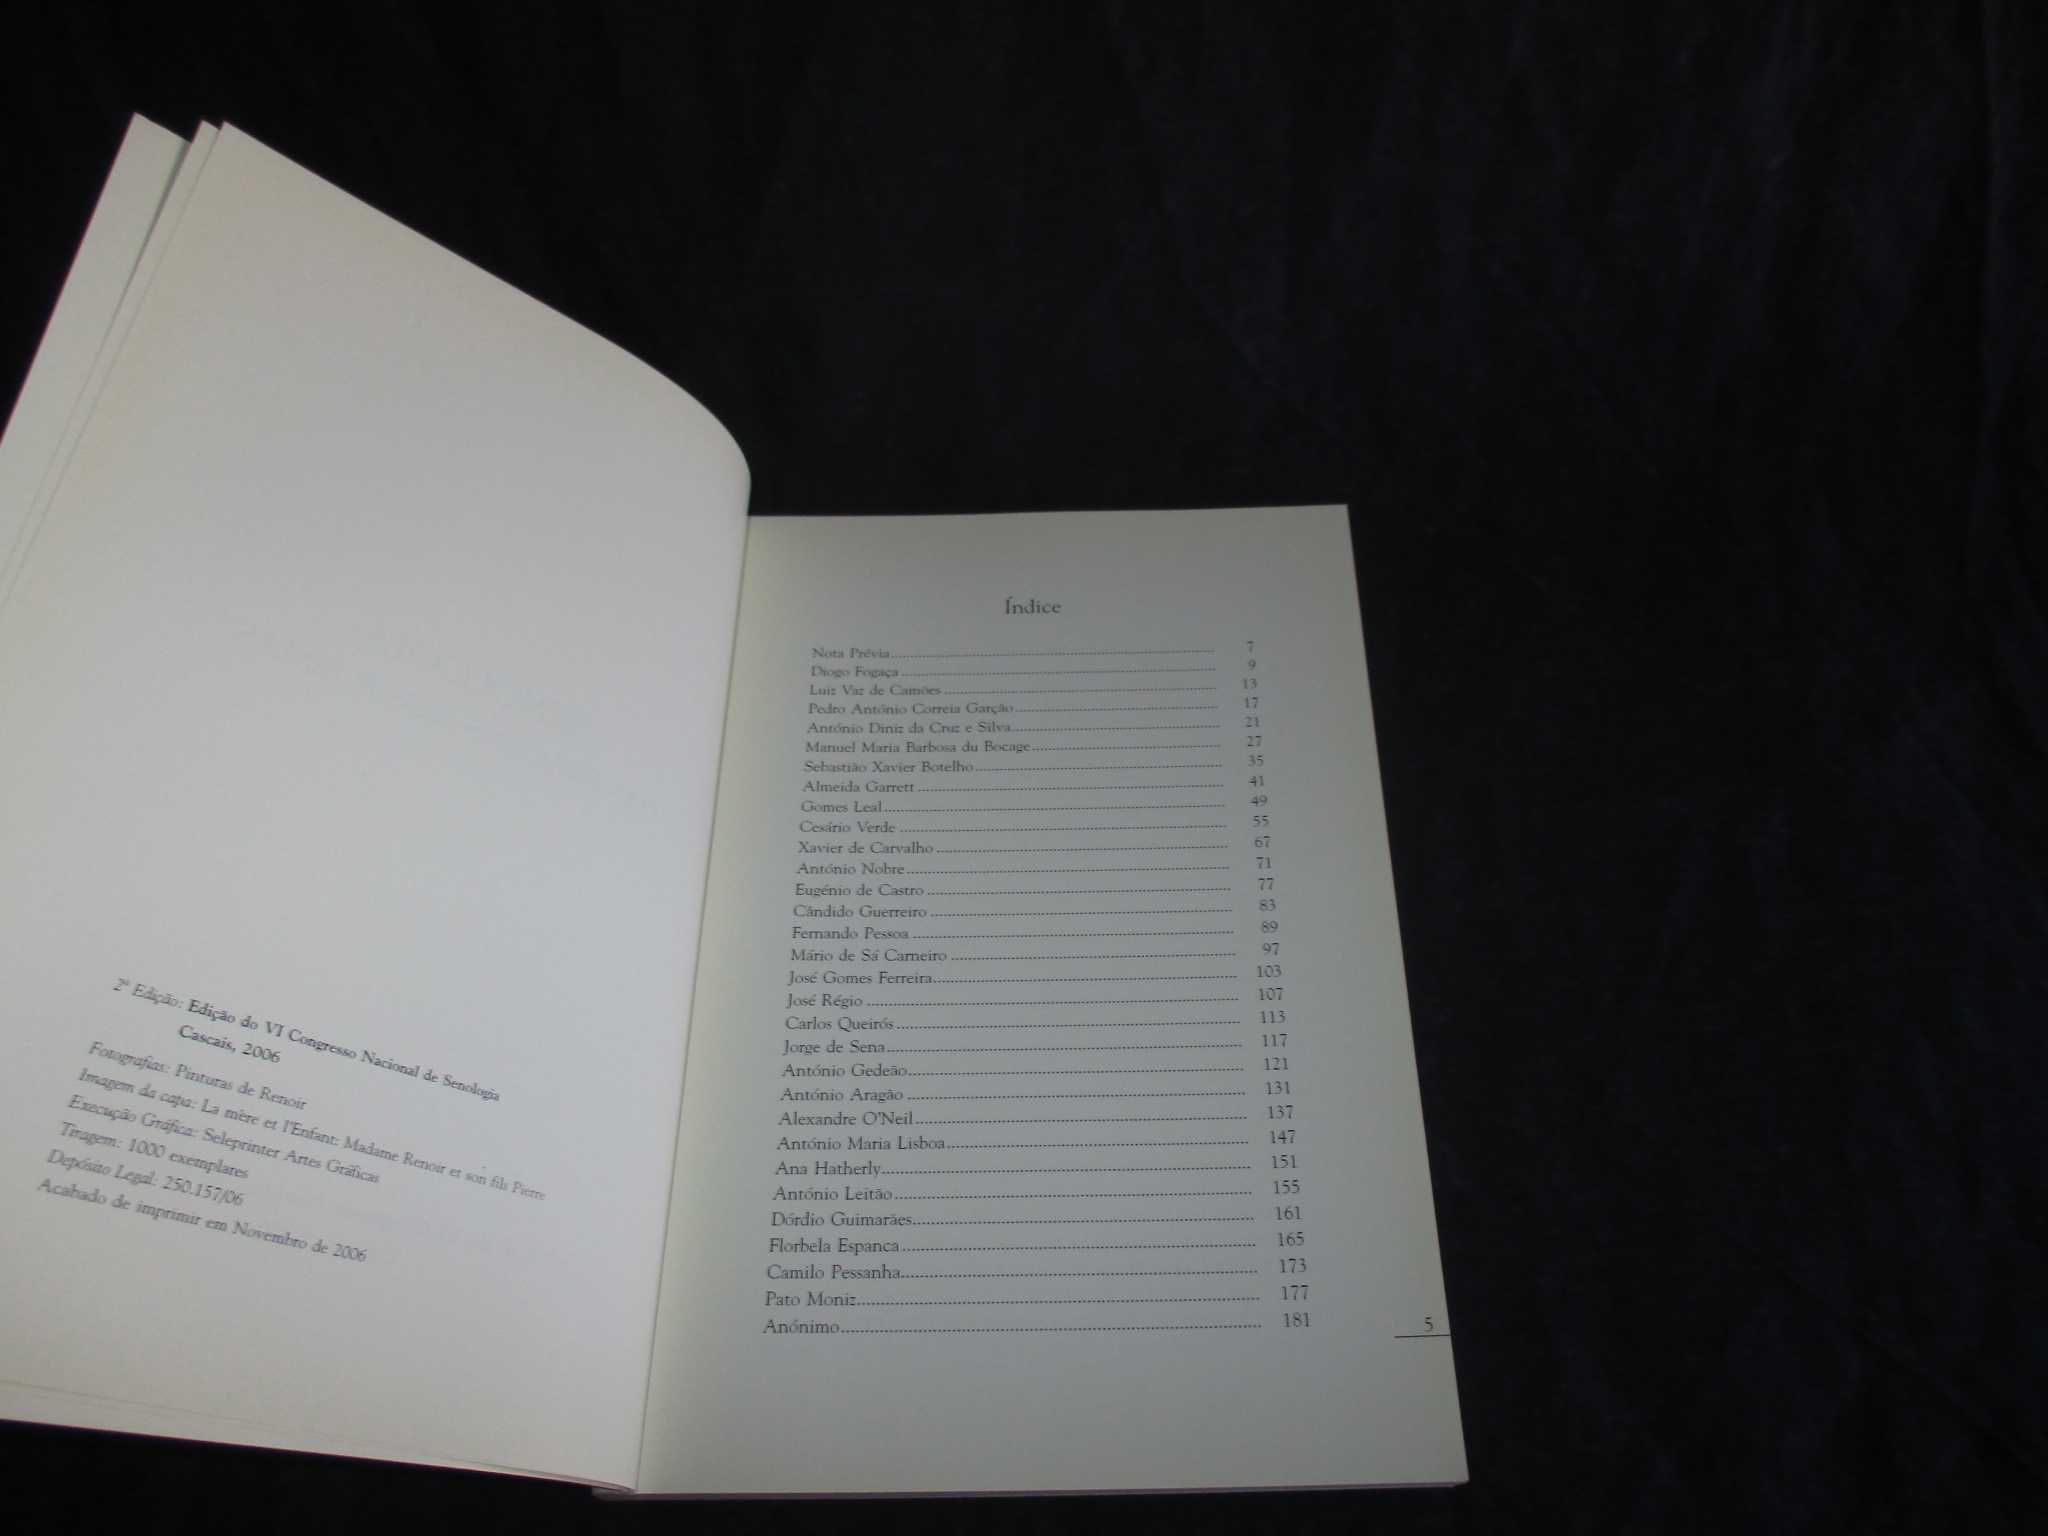 2ª Edição: Edição do VI Congresso Nacional de Senologia
Cascais, 2006
Fotografias: Pinturas de Renoir
Imagem da capa: La mère et l'Enfant: Madame Renoir et son fils Pierre
Execução Gráfica: Seleprinter Artes Gráficas
Tiragem: 1000 exemplares
Depósito Legal: 250.157/06
Acabado de imprimir em Novembro de 2006
Índice
Nota Prévia 7
Diogo Fogaça 9
Luiz Vaz de Camões 13
Pedro António Correia Garção 17
António Diniz da Cruz e Silva 21
Manuel Maria Barbosa du Bocage 27
Sebastião Xavier Botelho 35
Almeida Garrett 41
Gomes Leal 49
Cesário Verde 55
Xavier de Carvalho 67
António Nobre 71
Eugénio de Castro 77
Cândido Guerreiro 83
Fernando Pessoa 89
Mário de Sá Carneiro 97
José Gomes Ferreira 103
José Régio 107
Carlos Queirós 113
Jorge de Sena 117
António Gedeão 121
António Aragão 131
Alexandre O'Neil 137
António Maria Lisboa 147
Ana Hatherly 151
António Leitão 155
Dórdio Guimarães 161
Florbela Espanca 165
Camilo Pessanha 173
Pato Moniz 177
Anónimo 181
5